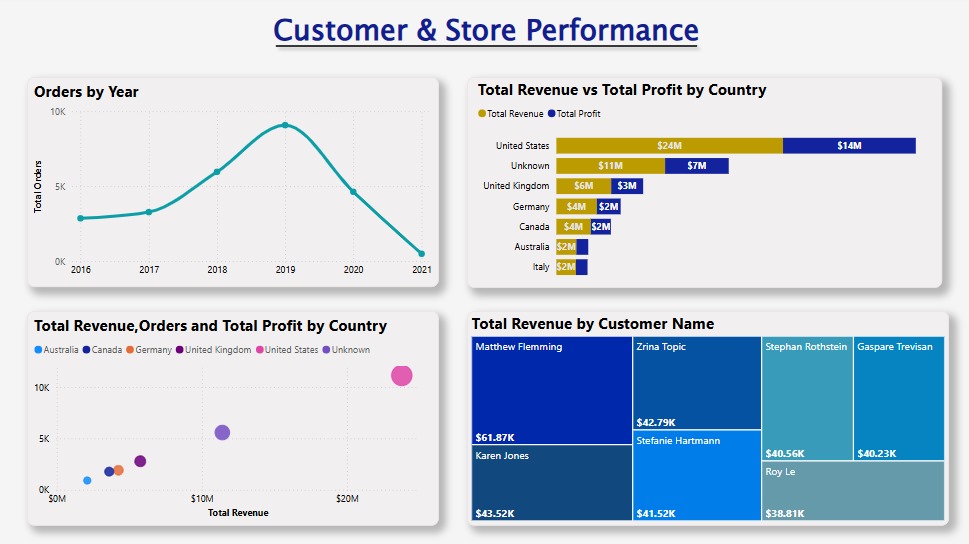 Customer & Store Performance
Orders by Year
10K
5K
0K
Total Orders
2016 2017 2018 2019 2020 2021
Total Revenue vs Total Profit by Country
Total Revenue Total Profit
United States $24M $14M
Unknown $11M $7M
United Kingdom $6M $3M
Germany $4M $2M
Canada $4M $2M
Australia $2M
Italy $2M
Total Revenue,Orders and Total Profit by Country
Australia Canada Germany United Kingdom United States Unknown
10K
5K
0K
$0M $10M $20M
Total Revenue
Total Revenue by Customer Name
Matthew Flemming
$61.87K
Karen Jones
$43.52K
Zrina Topic
$42.79K
Stefanie Hartmann
$41.52K
Stephan Rothstein
$40.56K
Gaspare Trevisan
$40.23K
Roy Le
$38.81K